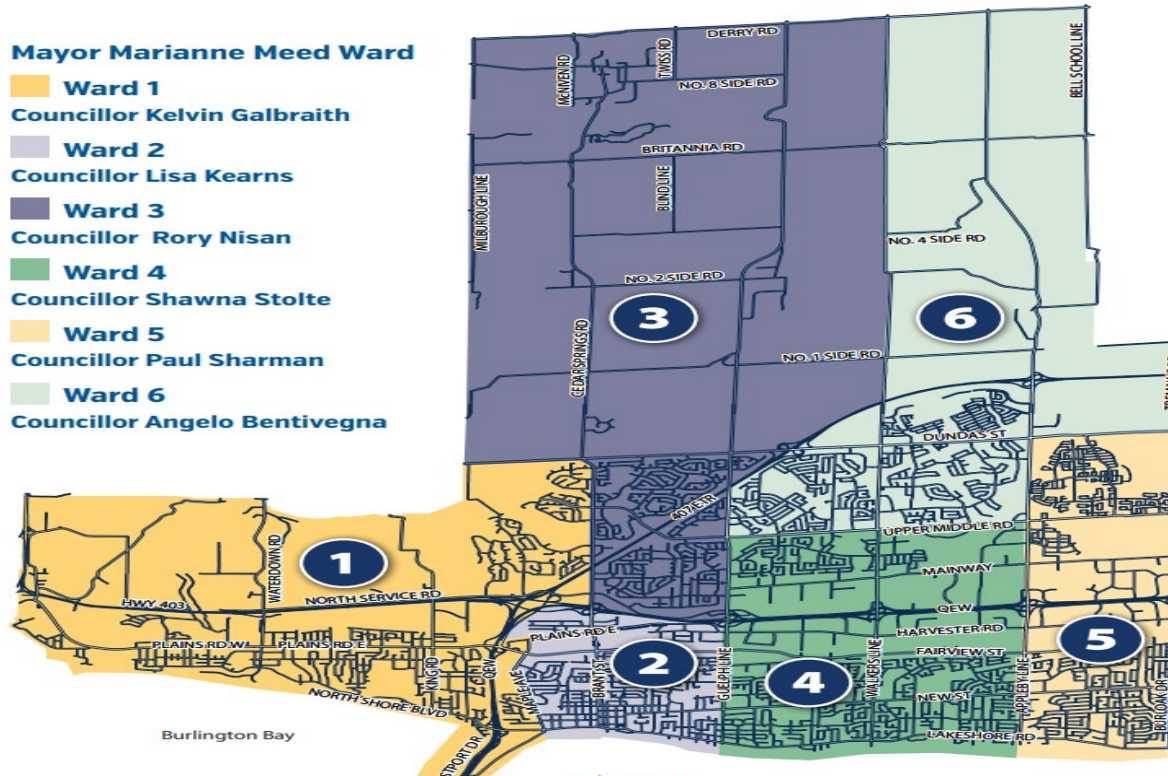 Mayor Marianne Meed Ward
Ward 1
Councillor Kelvin Galbraith
Ward 2
Councillor Lisa Kearns
Ward 3
Councillor Rory Nisan
Ward 4
Councillor Shawna Stolte
Ward 5
Councillor Paul Sharman
Ward 6
Councillor Angelo Bentivegna
DERRY RD
MCNIVEN RD
TWISS RD
NO. 8 SIDE RD
BELL SCHOOL LINE
BRITANNIA RD
BLIND LINE
MILBOROUGH LINE
NO. 4 SIDE RD
NO. 2 SIDE RD
3
6
CEDAR SPRINGS RD
NO. 1 SIDE RD
DUNDAS ST
407 ETR
UPPER MIDDLE RD
WATERDOWN RD
1
MAINWAY
HWY 403
NORTH SERVICE RD
QEW
PLAINS RD E
HARVESTER RD
PLAINS RD W
PLAINS RD E
FAIRVIEW ST
5
2
4
KING RD
QEW
MAPLE AVE
BRANT ST
GUELPH LINE
WALKERS LINE
APPLEBY LINE
BURLOAK DR
NEW ST
NORTH SHORE BLVD
LAKESHORE RD
Burlington Bay